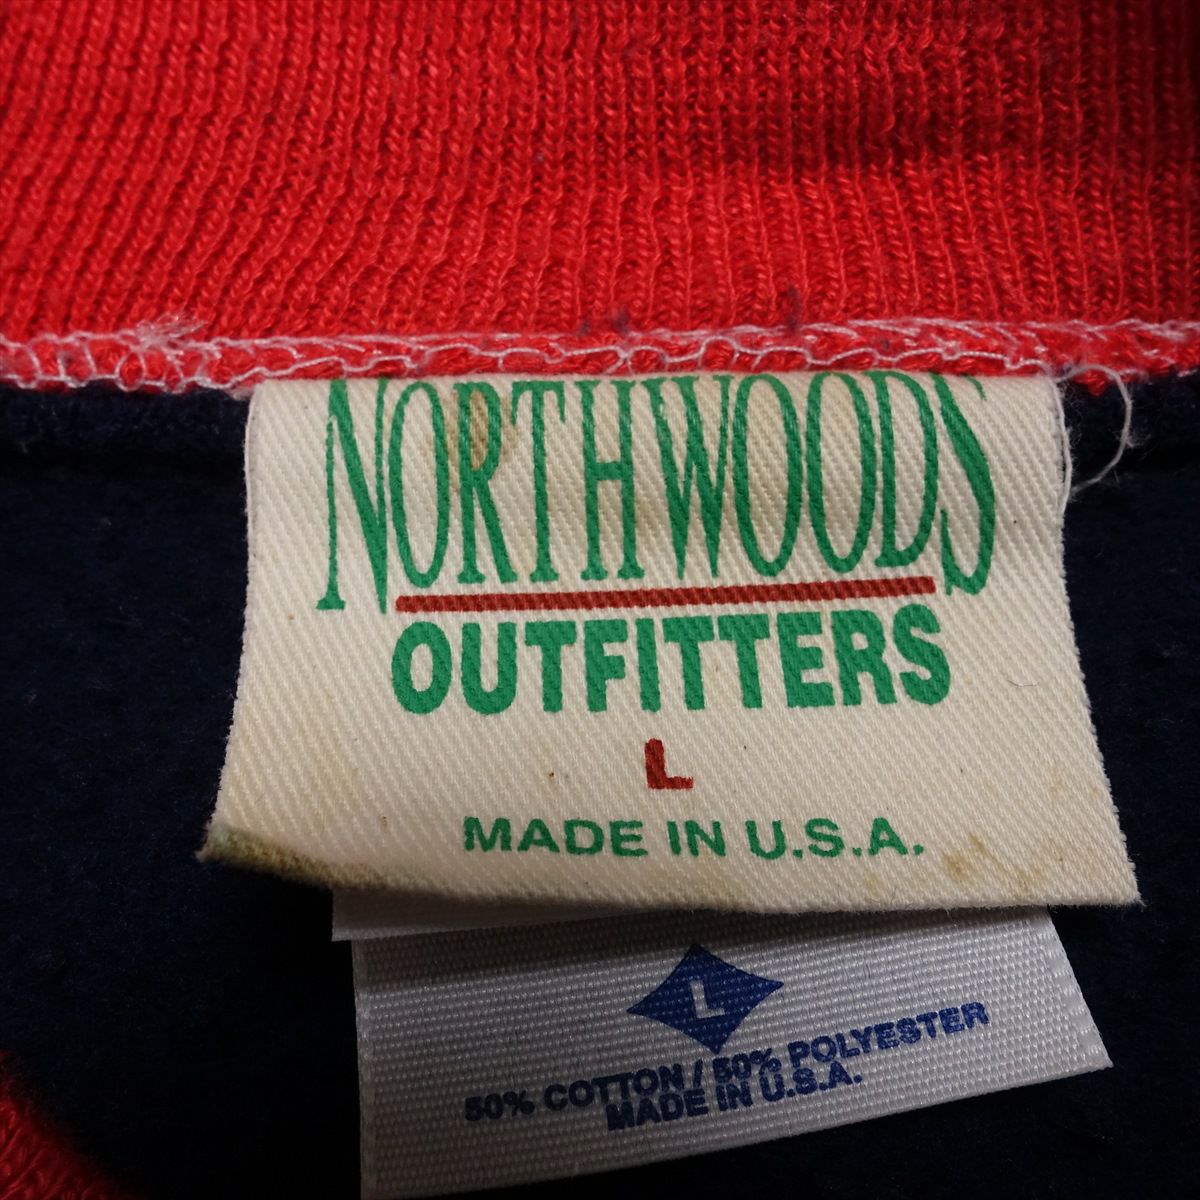 NORTHWOODS
OUTFITTERS
L
MADE IN U.S.A.
L
50% COTTON / 50% POLYESTER
MADE IN U.S.A.